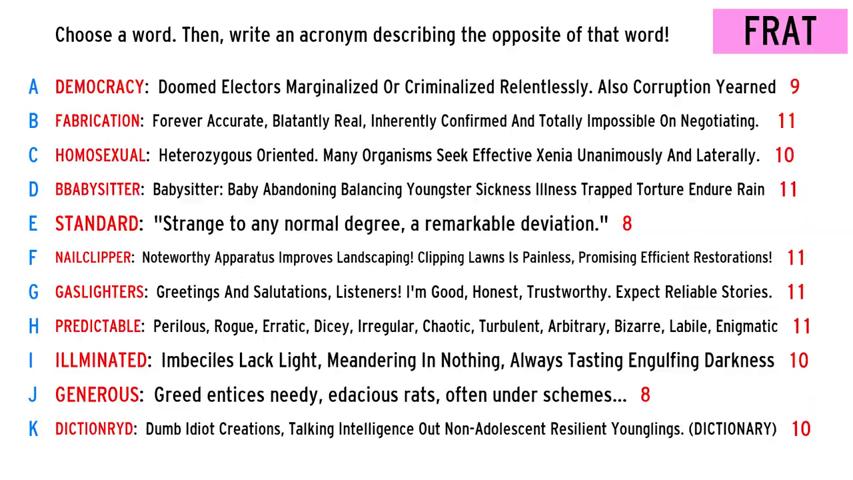 Choose a word. Then, write an acronym describing the opposite of that word!
FRAT
A DEMOCRACY: Doomed Electors Marginalized Or Criminalized Relentlessly. Also Corruption Yearned 9
B FABRICATION: Forever Accurate, Blatantly Real, Inherently Confirmed And Totally Impossible On Negotiating. 11
C HOMOSEXUAL: Heterozygous Oriented. Many Organisms Seek Effective Xenia Unanimously And Laterally. 10
D BBABYSITTER: Babysitter: Baby Abandoning Balancing Youngster Sickness Illness Trapped Torture Endure Rain 11
E STANDARD: "Strange to any normal degree, a remarkable deviation." 8
F NAILCLIPPER: Noteworthy Apparatus Improves Landscaping! Clipping Lawns Is Painless, Promising Efficient Restorations! 11
G GASLIGHTERS: Greetings And Salutations, Listeners! I'm Good, Honest, Trustworthy. Expect Reliable Stories. 11
H PREDICTABLE: Perilous, Rogue, Erratic, Dicey, Irregular, Chaotic, Turbulent, Arbitrary, Bizarre, Labile, Enigmatic 11
I ILLMINATED: Imbeciles Lack Light, Meandering In Nothing, Always Tasting Engulfing Darkness 10
J GENEROUS: Greed entices needy, edacious rats, often under schemes... 8
K DICTIONRYD: Dumb Idiot Creations, Talking Intelligence Out Non-Adolescent Resilient Younglings. (DICTIONARY) 10